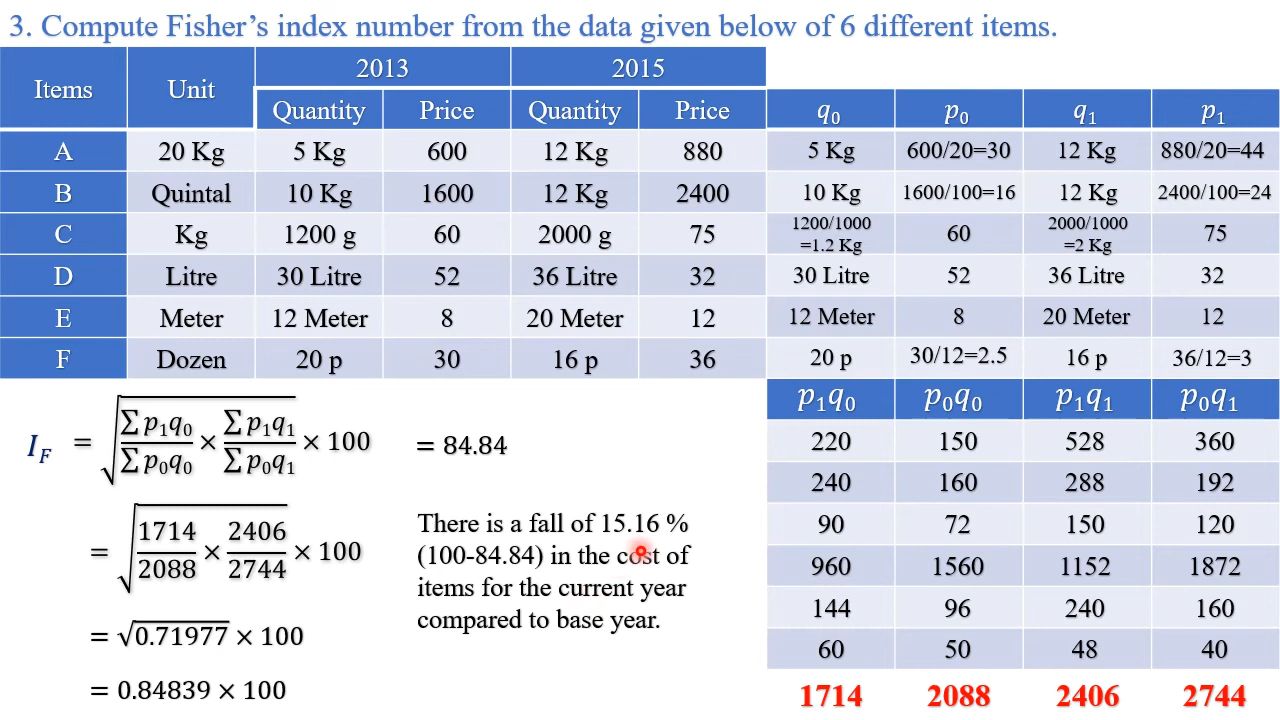 3. Compute Fisher’s index number from the data given below of 6 different items.
Items Unit 2013 2015
Quantity Price Quantity Price q₀ p₀ q₁ p₁
A 20 Kg 5 Kg 600 12 Kg 880 5 Kg 600/20=30 12 Kg 880/20=44
B Quintal 10 Kg 1600 12 Kg 2400 10 Kg 1600/100=16 12 Kg 2400/100=24
C Kg 1200 g 60 2000 g 75 1200/1000 =1.2 Kg 60 2000/1000 =2 Kg 75
D Litre 30 Litre 52 36 Litre 32 30 Litre 52 36 Litre 32
E Meter 12 Meter 8 20 Meter 12 12 Meter 8 20 Meter 12
F Dozen 20 p 30 16 p 36 20 p 30/12=2.5 16 p 36/12=3
p₁q₀ p₀q₀ p₁q₁ p₀q₁
220 150 528 360
240 160 288 192
90 72 150 120
960 1560 1152 1872
144 96 240 160
60 50 48 40
1714 2088 2406 2744
I_F = √(∑p₁q₀/∑p₀q₀ × ∑p₁q₁/∑p₀q₁) × 100
= √(1714/2088 × 2406/2744) × 100
= √0.71977 × 100
= 0.84839 × 100
= 84.84
There is a fall of 15.16 %
(100-84.84) in the cost of
items for the current year
compared to base year.